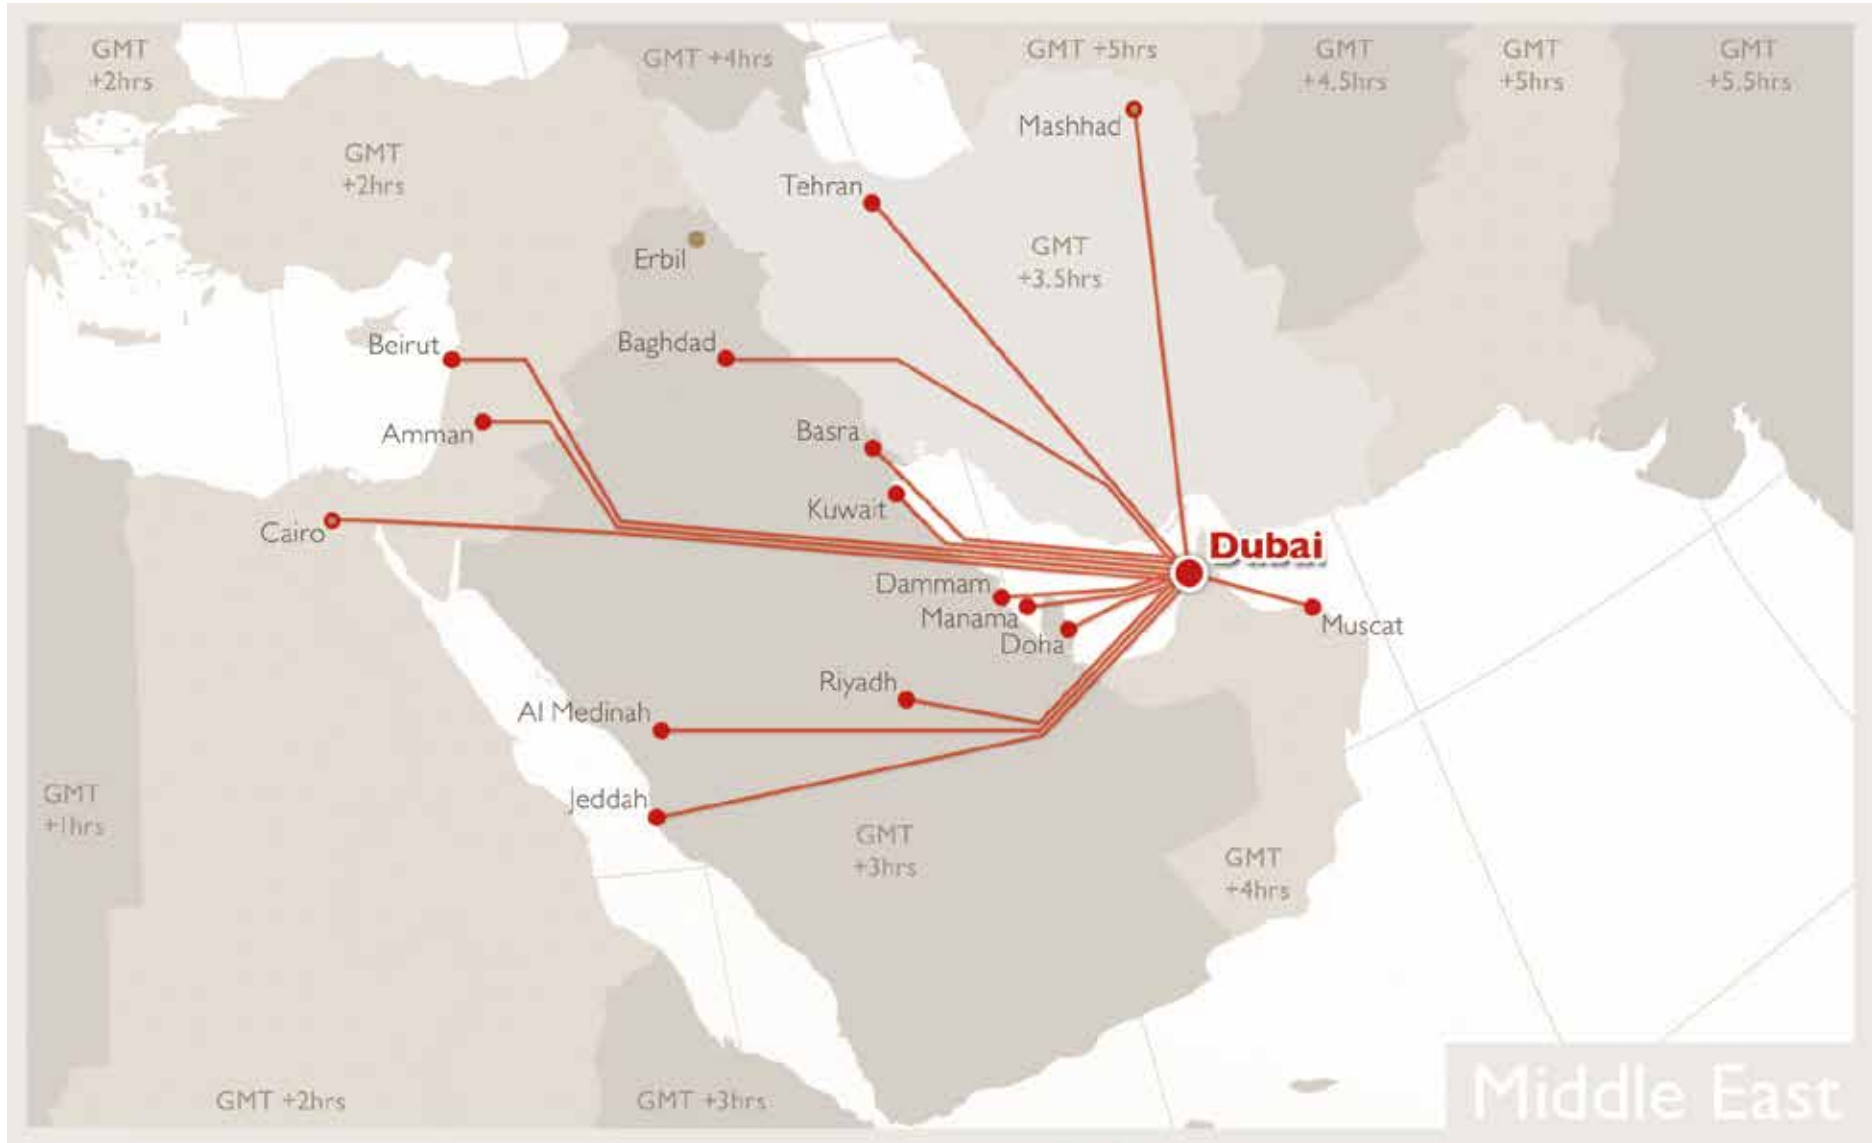 GMT
+2hrs
GMT +4hrs
GMT +5hrs
GMT
+4.5hrs
GMT
+5hrs
GMT
+5.5hrs
Mashhad
GMT
+2hrs
Tehran
GMT
+3.5hrs
Erbil
Beirut
Baghdad
Amman
Basra
Kuwait
Cairo
Dubai
Dammam
Manama
Doha
Muscat
Riyadh
Al Medinah
Jeddah
GMT
+1hrs
GMT
+3hrs
GMT
+4hrs
GMT +2hrs
GMT +3hrs
Middle East